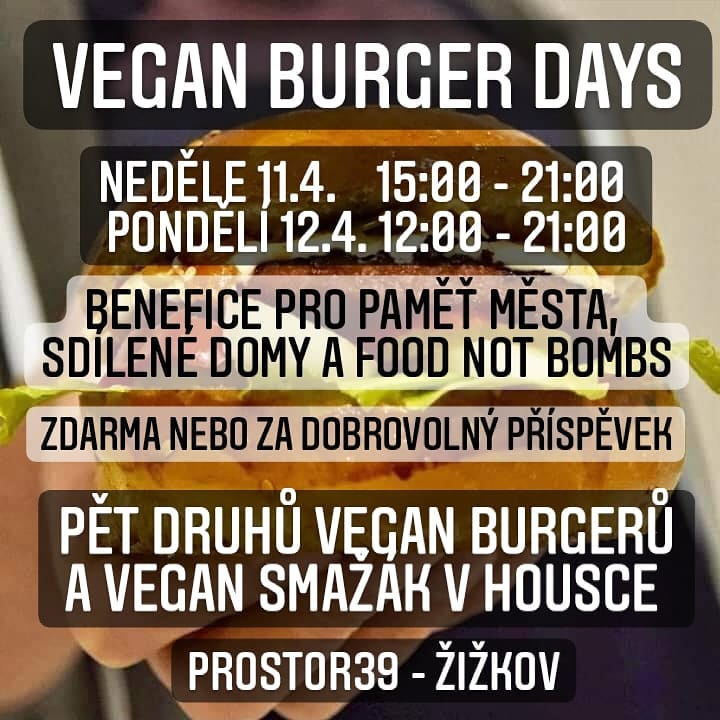 VEGAN BURGER DAYS
NEDĚLE 11.4. 15:00 - 21:00
PONDĚLÍ 12.4. 12:00 - 21:00
BENEFICE PRO PAMĚŤ MĚSTA,
SDÍLENÉ DOMY A FOOD NOT BOMBS
ZDARMA NEBO ZA DOBROVOLNÝ PŘÍSPĚVEK
PĚT DRUHŮ VEGAN BURGERŮ
A VEGAN SMAŽÁK V HOUSCE
PROSTOR39 - ŽIŽKOV